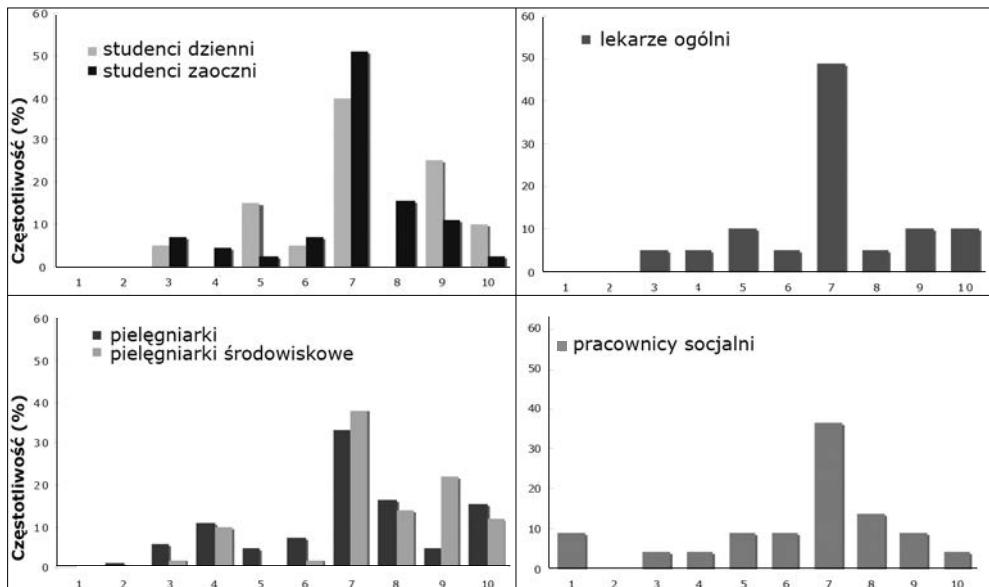 60
50
40
30
20
10
0
Częstotliwość (%)
studenci dzienni
studenci zaoczni
1 2 3 4 5 6 7 8 9 10
60
50
40
30
20
10
0
lekarze ogólni
1 2 3 4 5 6 7 8 9 10
60
50
40
30
20
10
0
Częstotliwość (%)
pielęgniarki
pielęgniarki środowiskowe
1 2 3 4 5 6 7 8 9 10
60
50
40
30
20
10
0
pracownicy socjalni
1 2 3 4 5 6 7 8 9 10